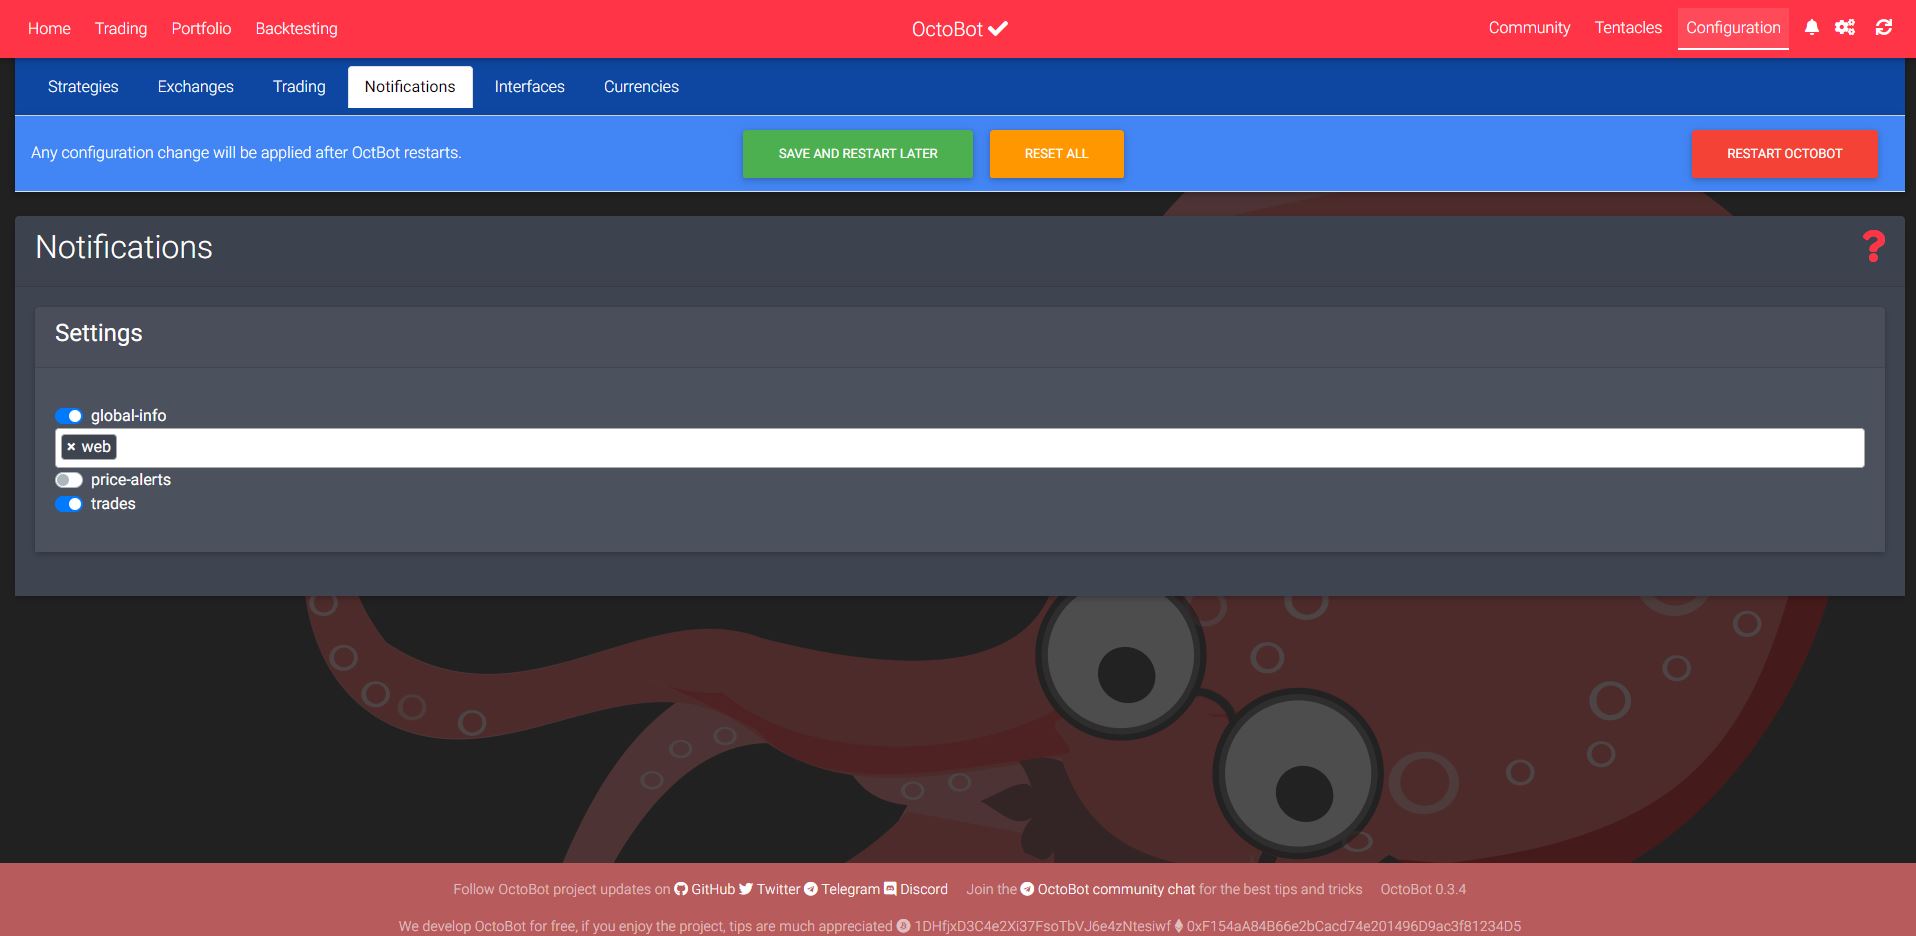 Home Trading Portfolio Backtesting OctoBot Community Tentacles Configuration
Strategies Exchanges Trading Notifications Interfaces Currencies
Any configuration change will be applied after OctBot restarts. SAVE AND RESTART LATER RESET ALL RESTART OCTOBOT
Notifications
Settings
global-info
× web
price-alerts
trades
Follow OctoBot project updates on GitHub Twitter Telegram Discord Join the OctoBot community chat for the best tips and tricks OctoBot 0.3.4
We develop OctoBot for free, if you enjoy the project, tips are much appreciated 1DHfjxD3C4e2Xi37FsoTbVJ6e4zNtesiwf 0xF154aA84B66e2bCacd74e201496D9ac3f81234D5